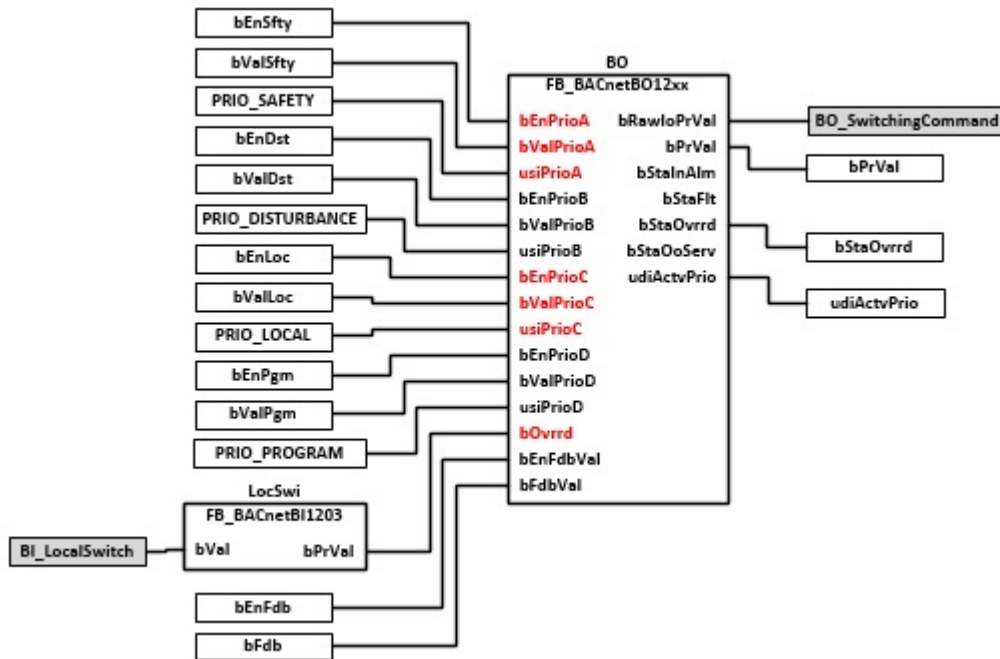 bEnSfty
bValSfty
PRIO_SAFETY
bEnDst
bValDst
PRIO_DISTURBANCE
bEnLoc
bValLoc
PRIO_LOCAL
bEnPgm
bValPgm
PRIO_PROGRAM
LocSwi
FB_BACnetBI1203
BI_LocalSwitch
bVal bPrVal
bEnFdb
bFdb
BO
FB_BACnetBO12xx
bEnPrioA bRawIoPrVal
bValPrioA bPrVal
usiPrioA bStaInAlm
bEnPrioB bStaFlt
bValPrioB bStaOvrrd
usiPrioB bStaOoServ
bEnPrioC udiActvPrio
bValPrioC
usiPrioC
bEnPrioD
bValPrioD
usiPrioD
bOvrrd
bEnFdbVal
bFdbVal
BO_SwitchingCommand
bPrVal
bStaOvrrd
udiActvPrio